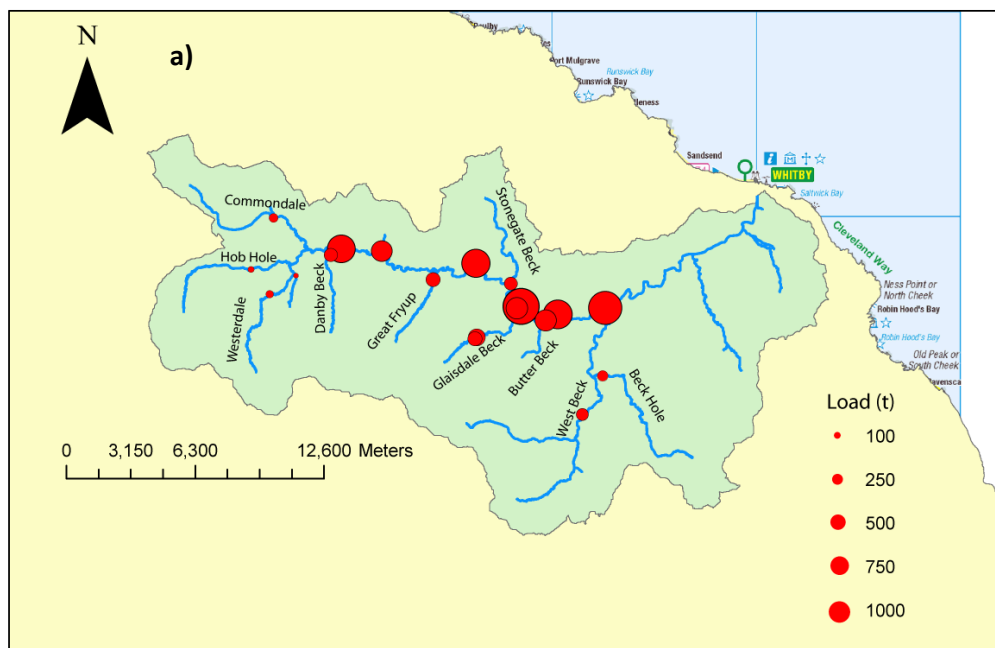 N
a)
Port Mulgrave
Runswick Bay
Runswick Bay
Sandsend
WHITBY
Saltwick Bay
Cleveland Way
Ness Point or
North Cheek
Robin Hood's Bay
Robin Hood's Bay
Old Peak or
South Cheek
Ravensca
Commondale
Hob Hole
Westerdale
Danby Beck
Great Fryup
Stonegate Beck
Glaisdale Beck
Butter Beck
West Beck
Beck Hole
0 3,150 6,300 12,600 Meters
Load (t)
100
250
500
750
1000